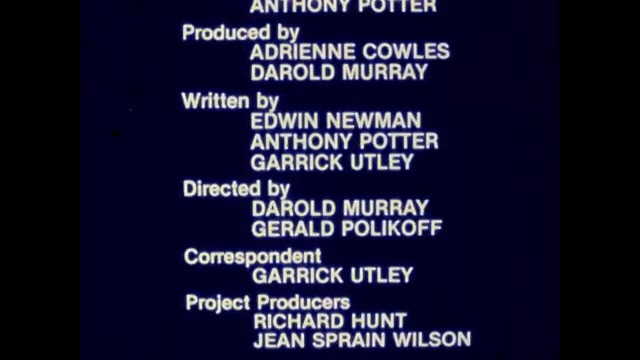 ANTHONY POTTER
Produced by
ADRIENNE COWLES
DAROLD MURRAY
Written by
EDWIN NEWMAN
ANTHONY POTTER
GARRICK UTLEY
Directed by
DAROLD MURRAY
GERALD POLIKOFF
Correspondent
GARRICK UTLEY
Project Producers
RICHARD HUNT
JEAN SPRAIN WILSON